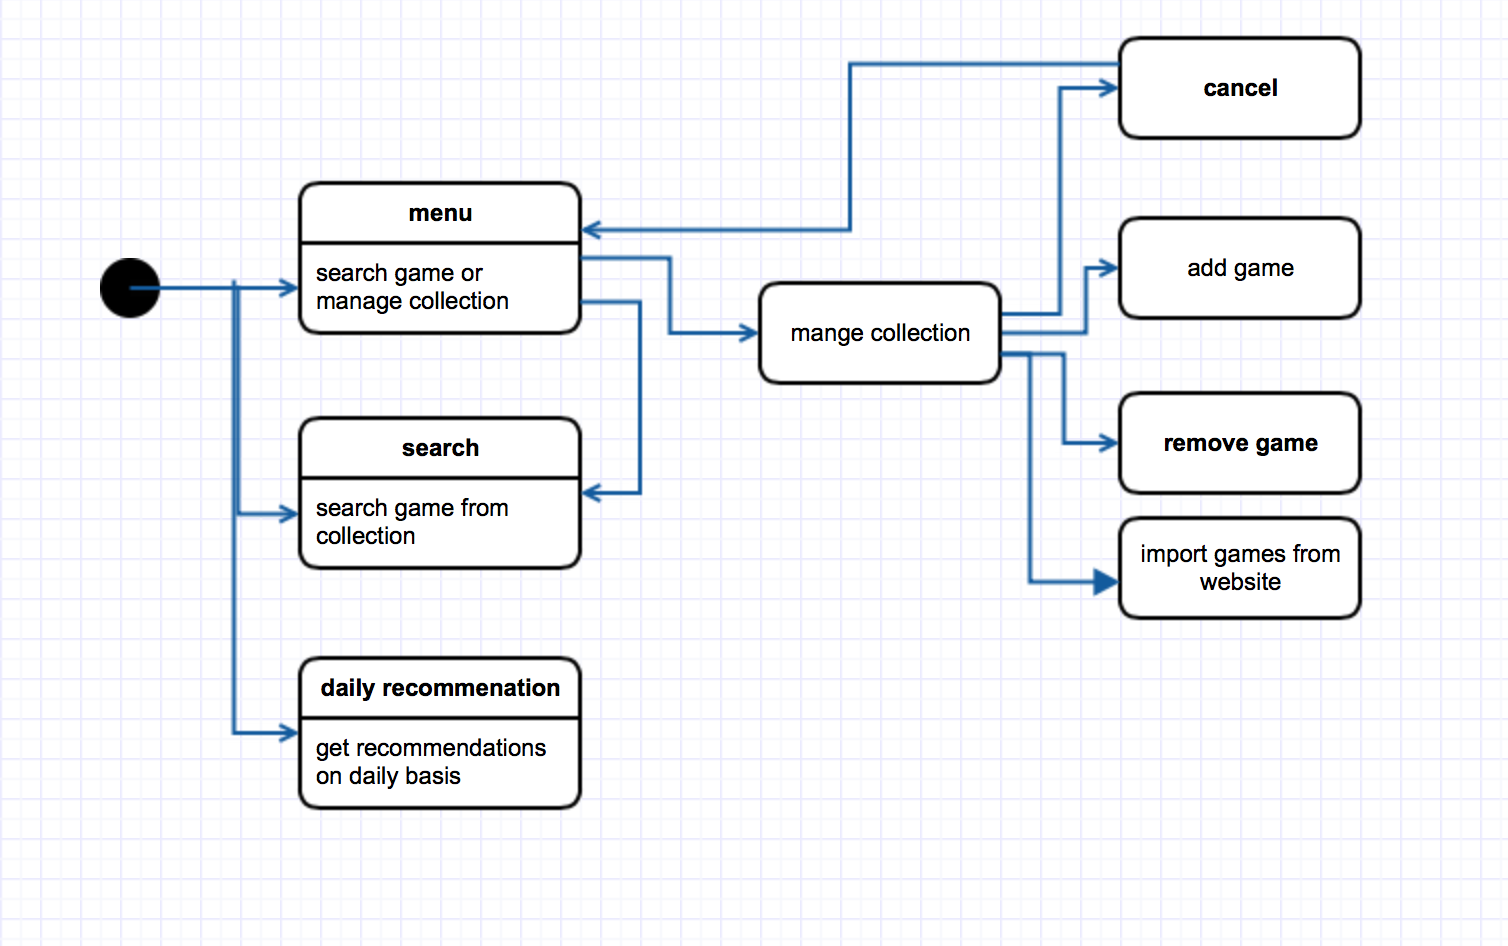 cancel
menu
search game or
manage collection
add game
mange collection
search
search game from
collection
remove game
import games from
website
daily recommenation
get recommendations
on daily basis